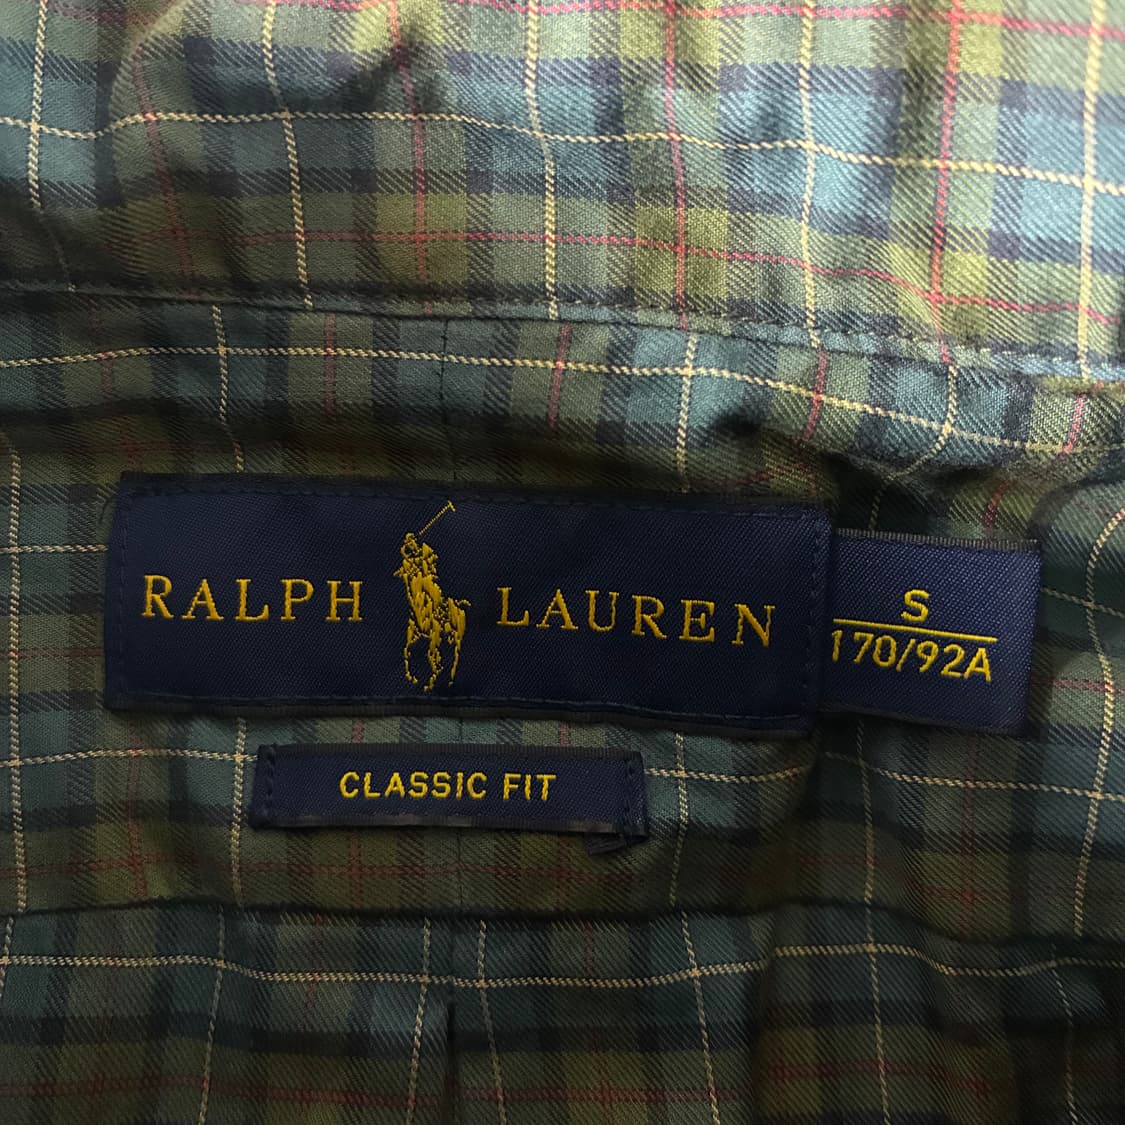 RALPH LAUREN
S
170/92A
CLASSIC FIT